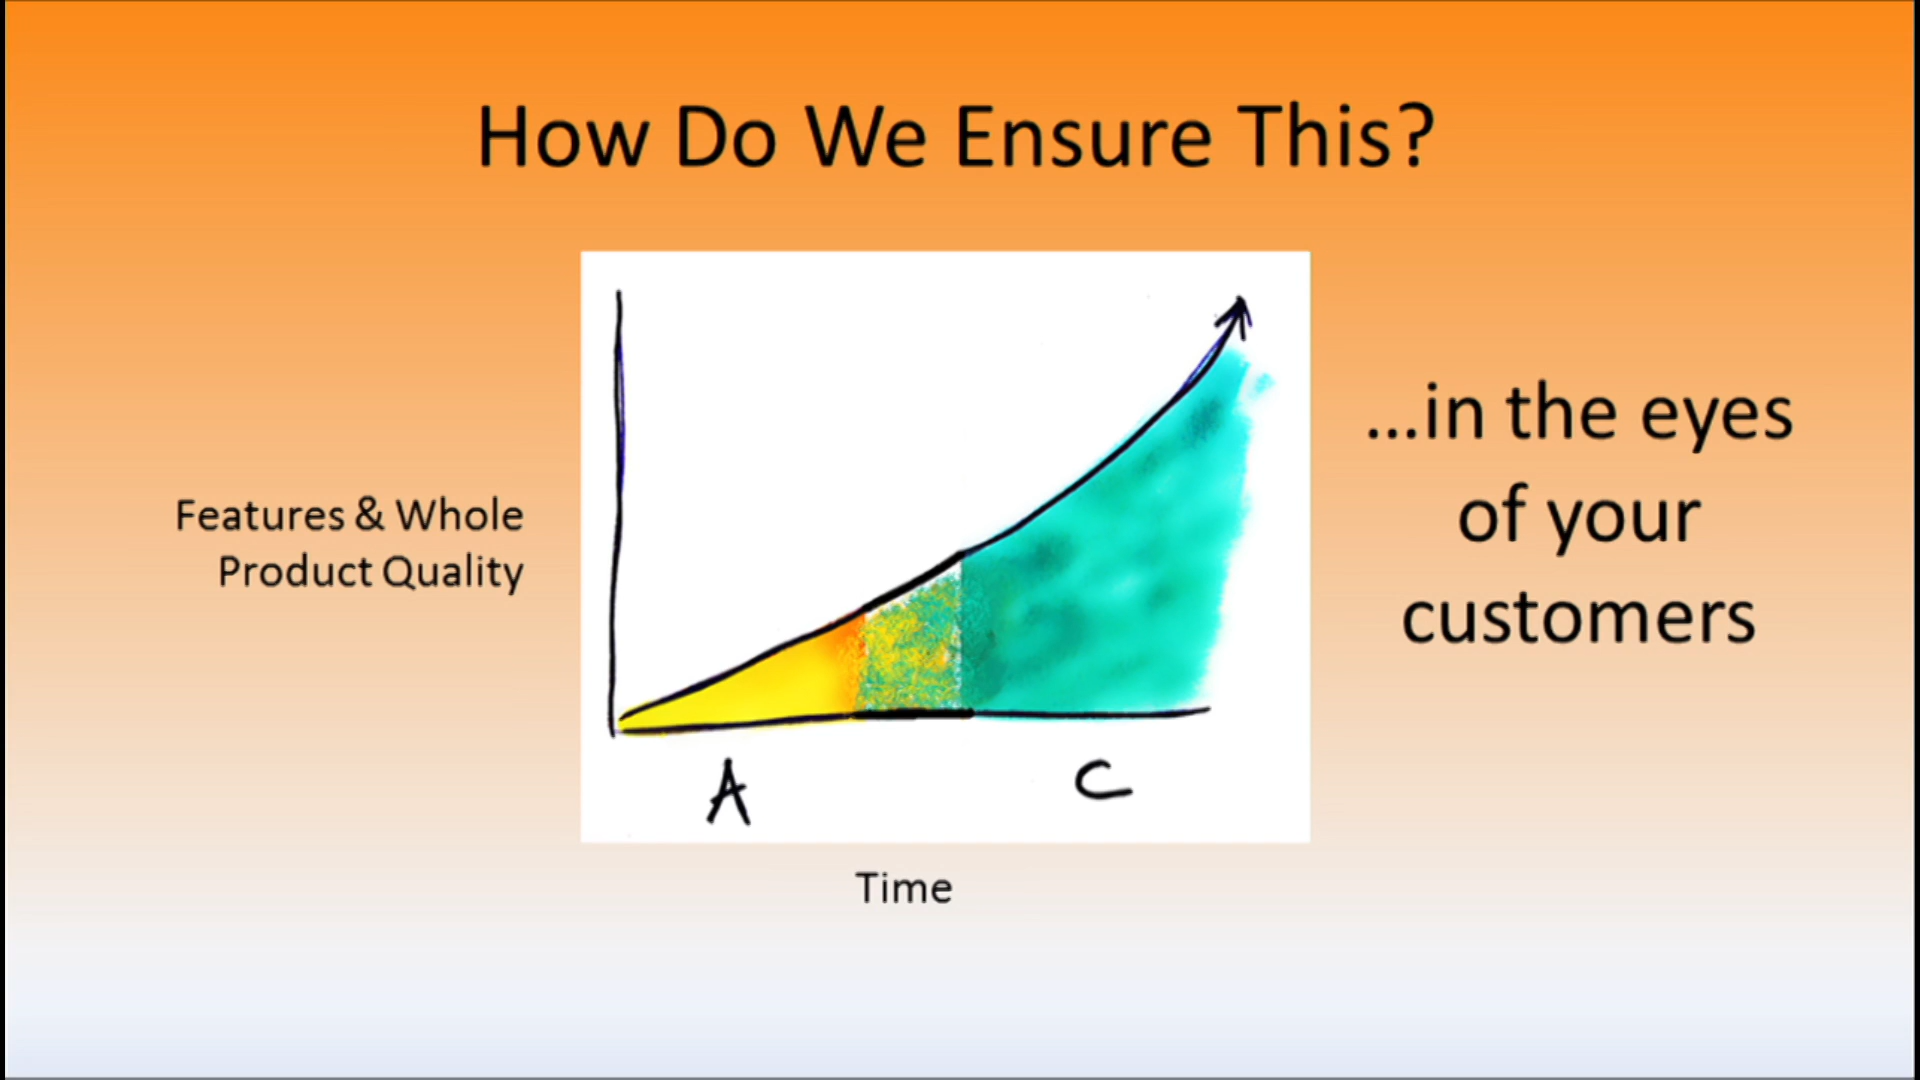 How Do We Ensure This?
Features & Whole
Product Quality
...in the eyes
of your
customers
A
C
Time